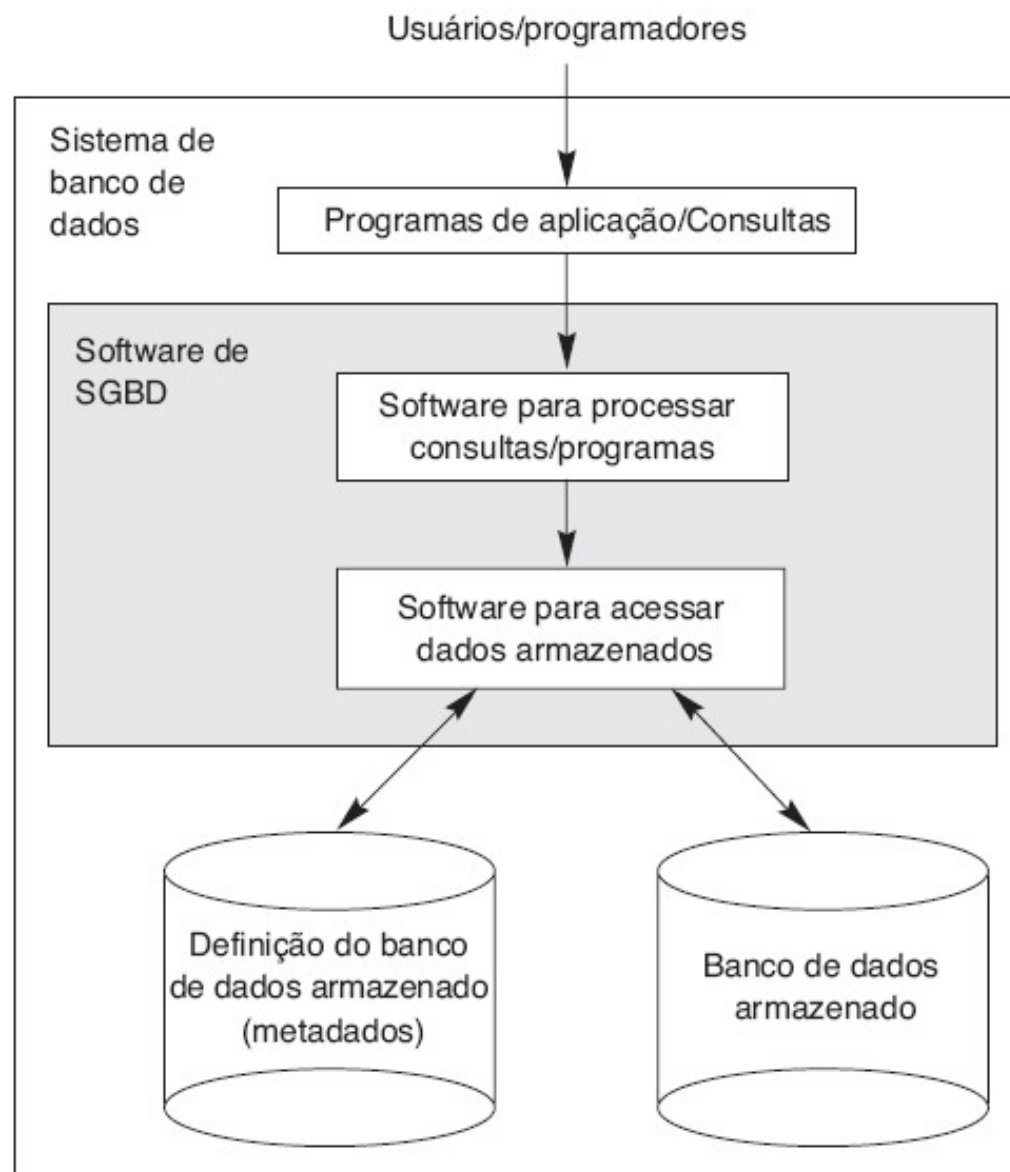 Usuários/programadores
Sistema de
banco de
dados
Programas de aplicação/Consultas
Software de
SGBD
Software para processar
consultas/programas
Software para acessar
dados armazenados
Definição do banco
de dados armazenado
(metadados)
Banco de dados
armazenado